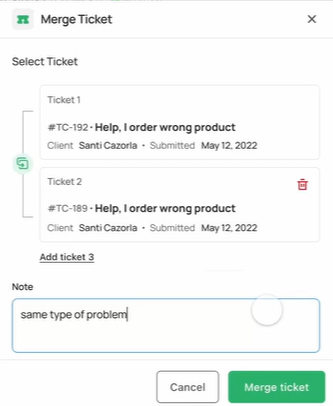 Merge Ticket
Select Ticket
Ticket 1
#TC-192 • Help, I order wrong product
Client Santi Cazorla • Submitted May 12, 2022
Ticket 2
#TC-189 • Help, I order wrong product
Client Santi Cazorla • Submitted May 12, 2022
Add ticket 3
Note
same type of problem
Cancel
Merge ticket